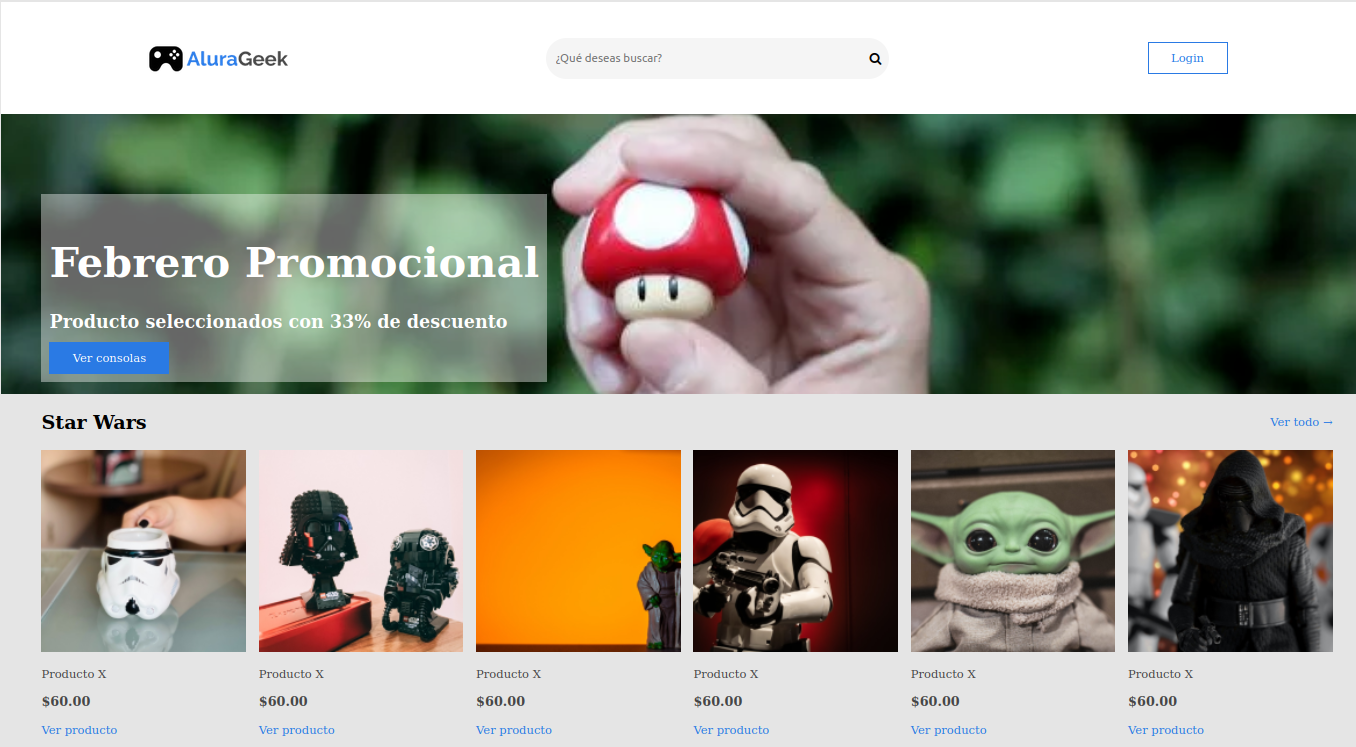 AluraGeek
¿Qué deseas buscar?
Login
Febrero Promocional
Producto seleccionados con 33% de descuento
Ver consolas
Star Wars
Ver todo →
Producto X
Producto X
Producto X
Producto X
Producto X
Producto X
$60.00
$60.00
$60.00
$60.00
$60.00
$60.00
Ver producto
Ver producto
Ver producto
Ver producto
Ver producto
Ver producto